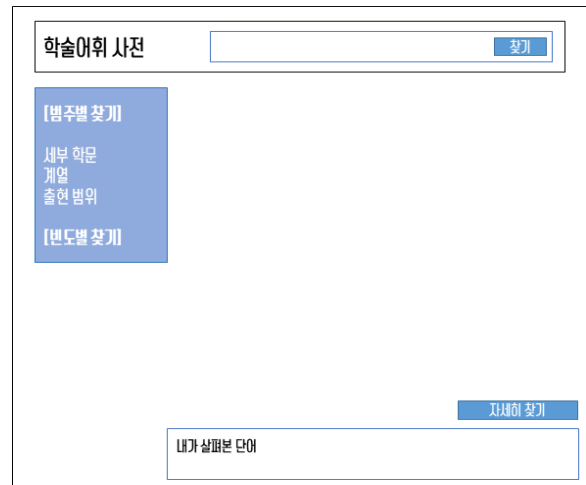 학술어휘 사전
찾기
[범주별 찾기]
세부 학문
계열
출현 범위
[빈도별 찾기]
자세히 찾기
내가 살펴본 단어